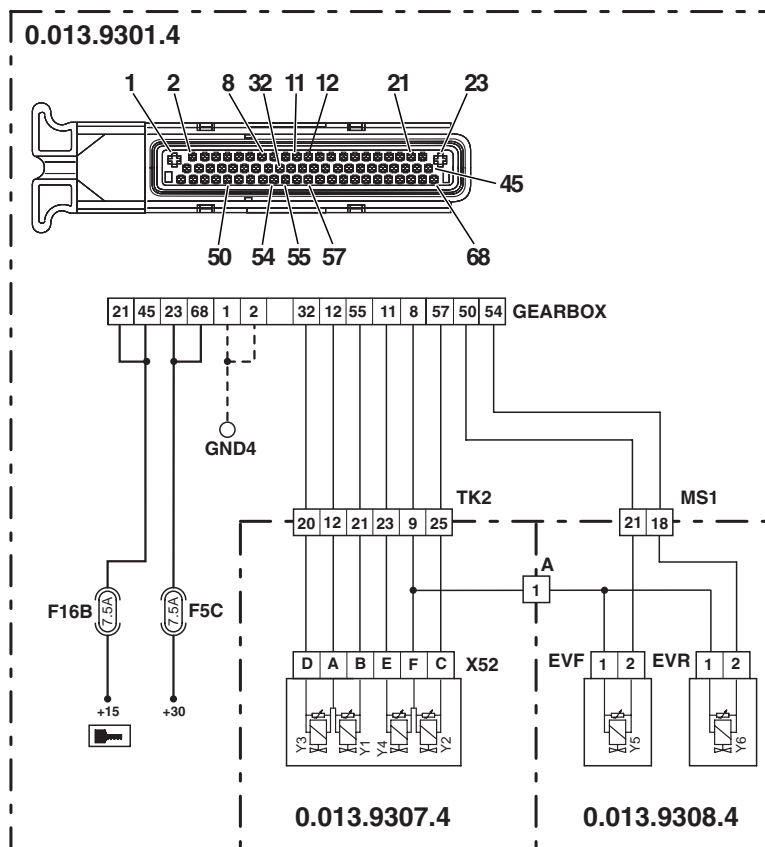 0.013.9301.4
1 2 8 32 11 12 21 23
45
50 54 55 57 68
21 45 23 68 1 2 32 12 55 11 8 57 50 54 GEARBOX
GND4
TK2 MS1
20 12 21 23 9 25 21 18
A
1
F16B 7.5A 7.5A F5C
D A B E F C X52 EVF 1 2 EVR 1 2
+15 +30
Y3 Y1 Y4 Y2 Y5 Y6
0.013.9307.4 0.013.9308.4